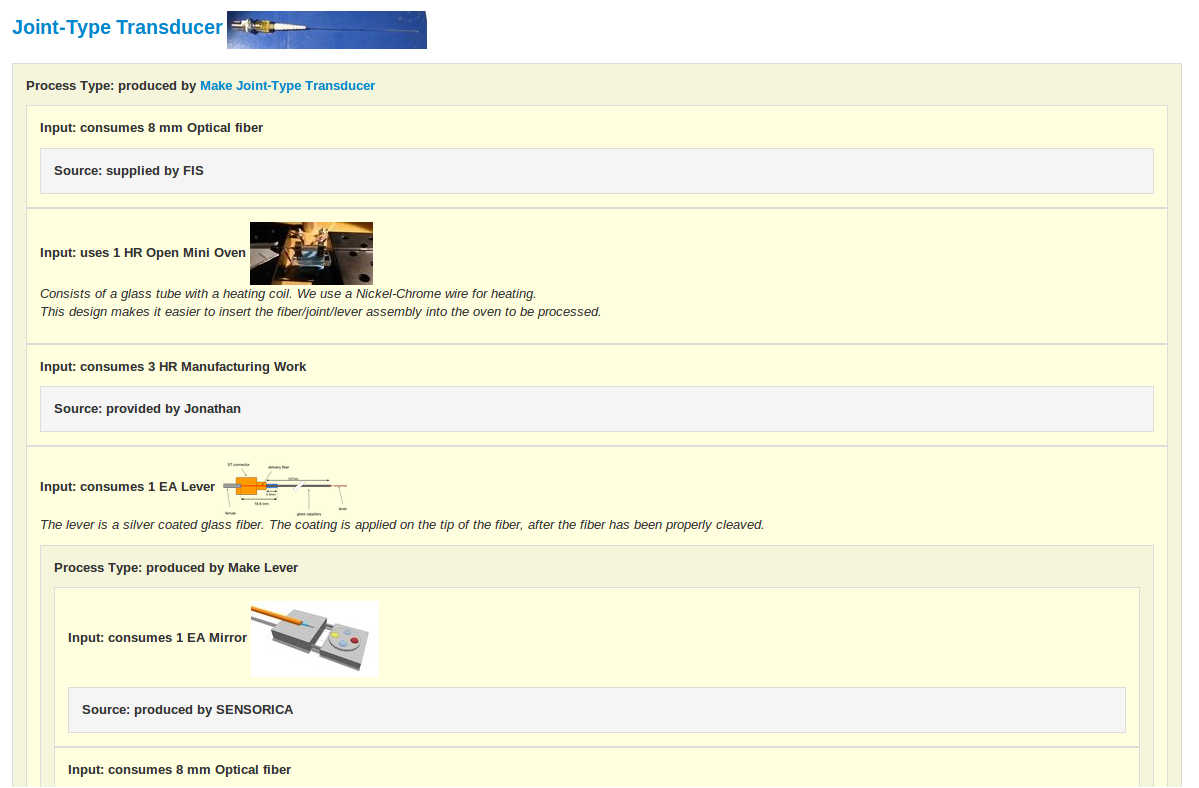 Joint-Type Transducer
Process Type: produced by Make Joint-Type Transducer
Input: consumes 8 mm Optical fiber
Source: supplied by FIS
Input: uses 1 HR Open Mini Oven
Consists of a glass tube with a heating coil. We use a Nickel-Chrome wire for heating.
This design makes it easier to insert the fiber/joint/lever assembly into the oven to be processed.
Input: consumes 3 HR Manufacturing Work
Source: provided by Jonathan
ST connector
delivery fiber
Input: consumes 1 EA Lever
18.8 mm
ferrule
glass capillary
lever
The lever is a silver coated glass fiber. The coating is applied on the tip of the fiber, after the fiber has been properly cleaved.
Process Type: produced by Make Lever
Input: consumes 1 EA Mirror
Source: produced by SENSORICA
Input: consumes 8 mm Optical fiber